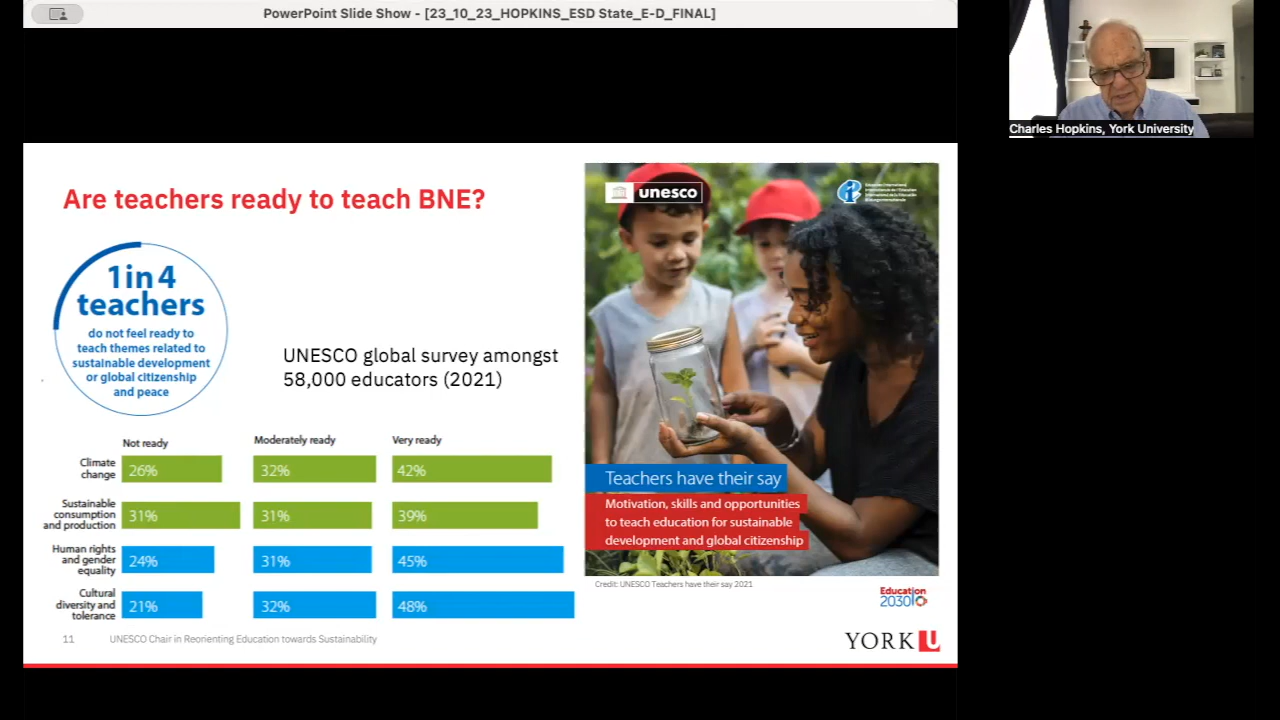 PowerPoint Slide Show - [23_10_23_HOPKINS_ESD State_E-D_FINAL]
Charles Hopkins, York University
Are teachers ready to teach BNE?
1 in 4
teachers
do not feel ready to
teach themes related to
sustainable development
or global citizenship
and peace
UNESCO global survey amongst
58,000 educators (2021)
Not ready
Moderately ready
Very ready
Climate
change
26%
32%
42%
Sustainable
consumption
and production
31%
31%
39%
Human rights
and gender
equality
24%
31%
45%
Cultural
diversity and
tolerance
21%
32%
48%
unesco
Teachers have their say
Motivation, skills and opportunities
to teach education for sustainable
development and global citizenship
Credit: UNESCO Teachers have their say 2021
Education
2030
11
UNESCO Chair in Reorienting Education towards Sustainability
YORK U